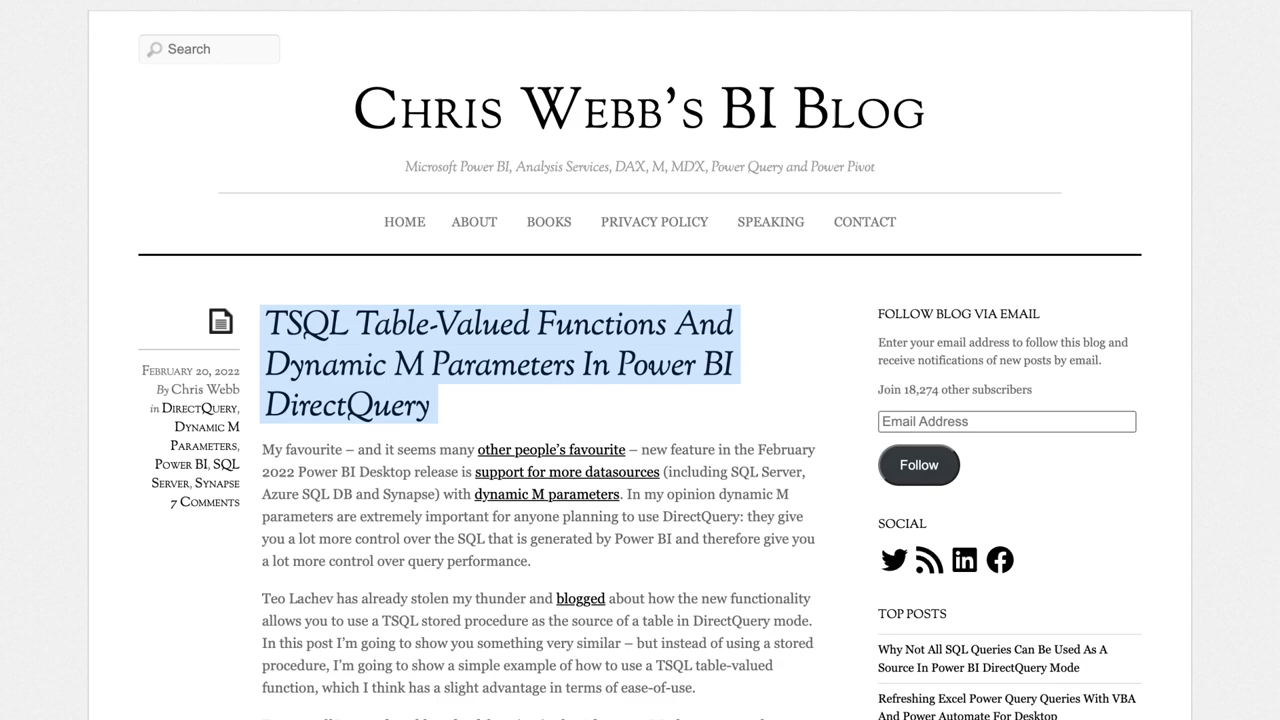 Search
Chris Webb's BI Blog
Microsoft Power BI, Analysis Services, DAX, M, MDX, Power Query and Power Pivot
HOME ABOUT BOOKS PRIVACY POLICY SPEAKING CONTACT
February 20, 2022
By Chris Webb
in DirectQuery,
Dynamic M
Parameters,
Power BI, SQL
Server, Synapse
7 Comments
TSQL Table-Valued Functions And
Dynamic M Parameters In Power BI
DirectQuery
My favourite – and it seems many other people's favourite – new feature in the February
2022 Power BI Desktop release is support for more datasources (including SQL Server,
Azure SQL DB and Synapse) with dynamic M parameters. In my opinion dynamic M
parameters are extremely important for anyone planning to use DirectQuery: they give
you a lot more control over the SQL that is generated by Power BI and therefore give you
a lot more control over query performance.
Teo Lachev has already stolen my thunder and blogged about how the new functionality
allows you to use a TSQL stored procedure as the source of a table in DirectQuery mode.
In this post I'm going to show you something very similar – but instead of using a stored
procedure, I'm going to show a simple example of how to use a TSQL table-valued
function, which I think has a slight advantage in terms of ease-of-use.
FOLLOW BLOG VIA EMAIL
Enter your email address to follow this blog and
receive notifications of new posts by email.
Join 18,274 other subscribers
Email Address
Follow
SOCIAL
TOP POSTS
Why Not All SQL Queries Can Be Used As A
Source In Power BI DirectQuery Mode
Refreshing Excel Power Query Queries With VBA
And Power Automate For Desktop